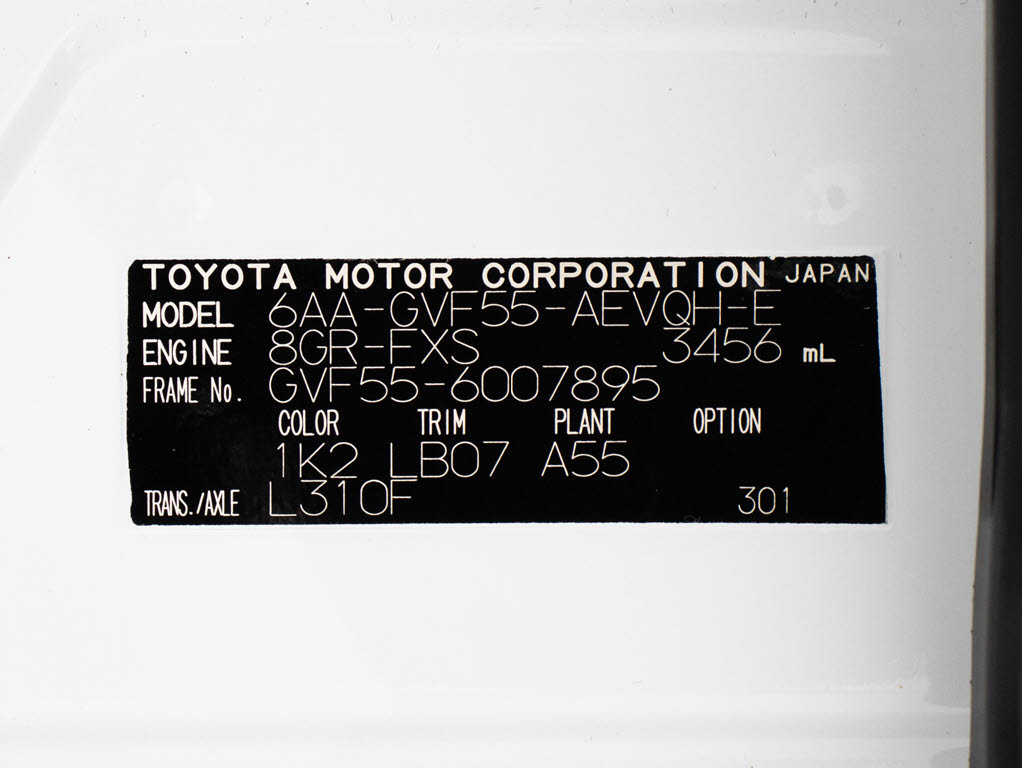 TOYOTA MOTOR CORPORATION JAPAN
MODEL 6AA-GVF55-AEVQH-E
ENGINE 8GR-FXS 3456 mL
FRAME No. GVF55-6007895
COLOR TRIM PLANT OPTION
1K2 LB07 A55
TRANS./AXLE L310F 301